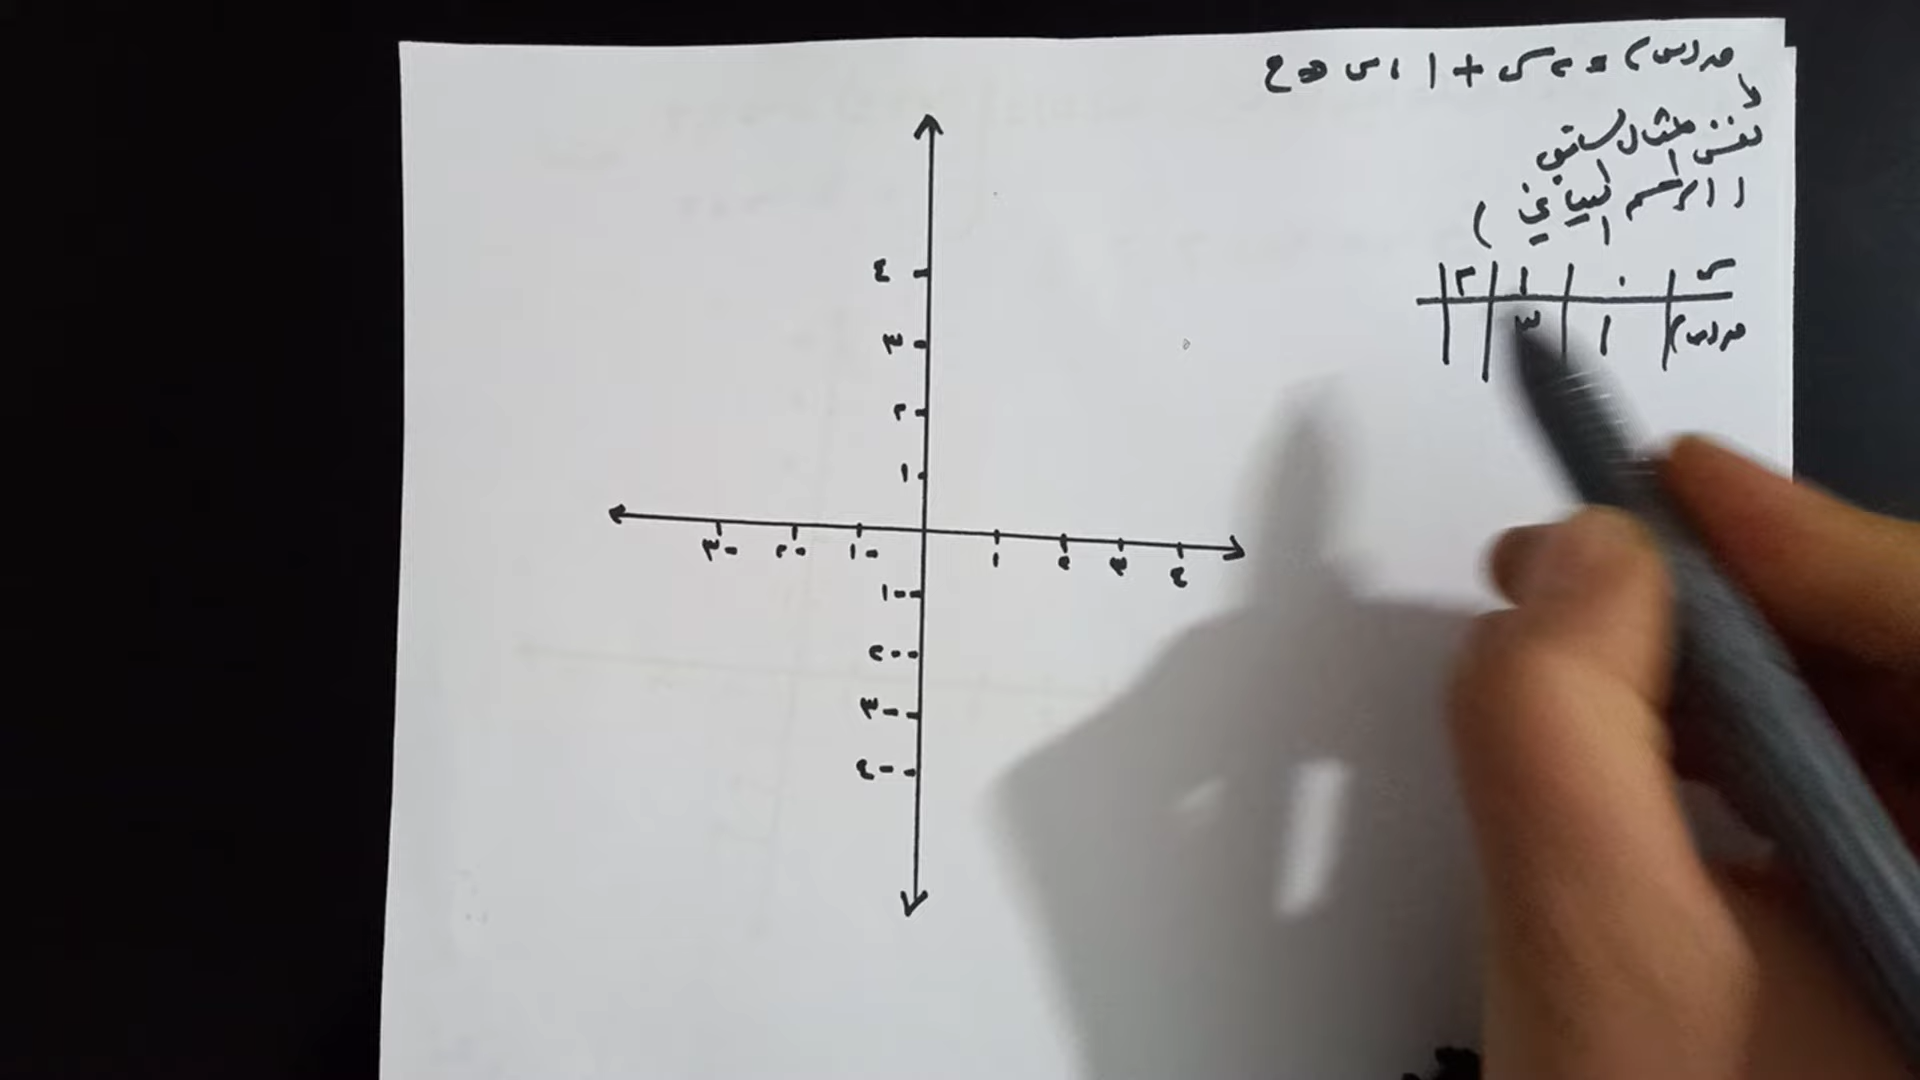 ص(س) = ٢س + ١ ، س ∈ ح
نفس المثال السابق
( الرسم البياني )
س | ٠ | ١ | ٢
ص(س) | ١ | ٣ |
٤
٣
٢
١
-٣ -٢ -١ ١ ٢ ٣ ٤
-١
-٢
-٣
-٤